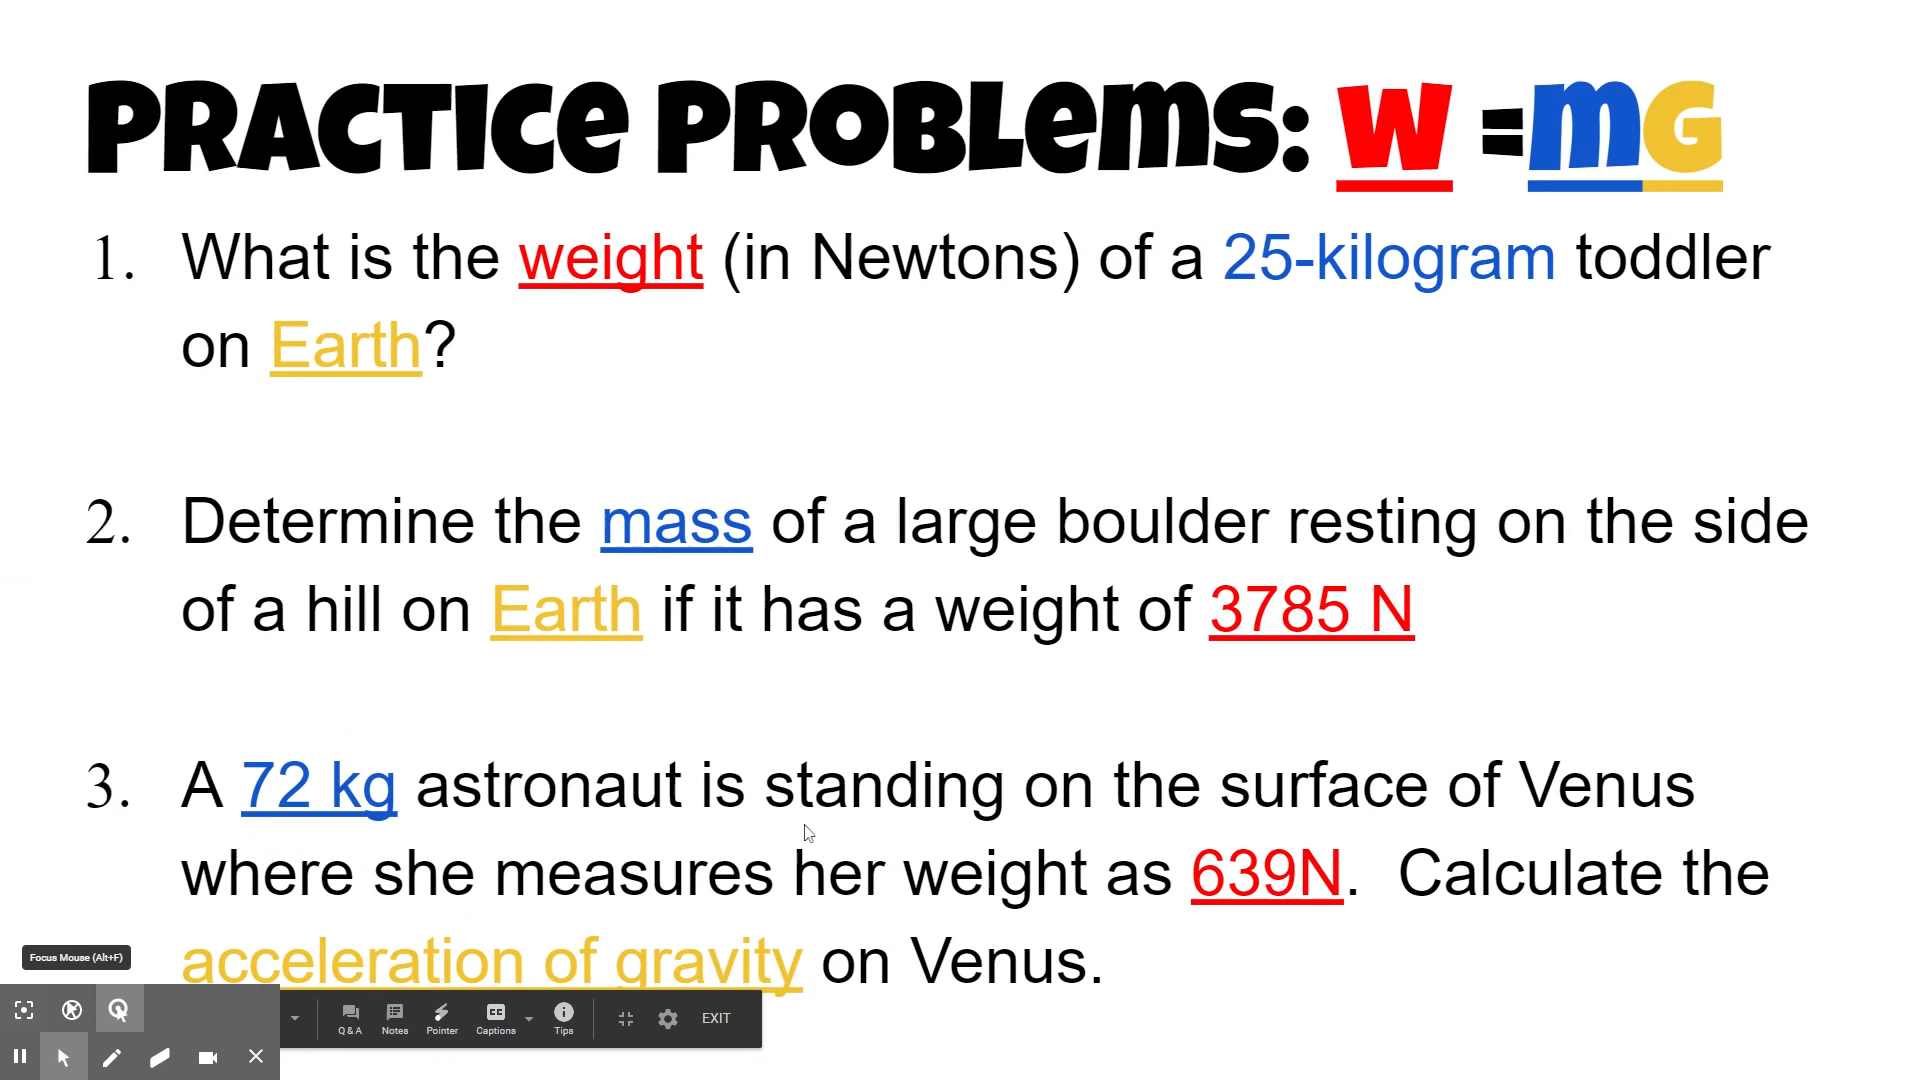 PRACTICE PROBLEMS: W =MG
1. What is the weight (in Newtons) of a 25-kilogram toddler
on Earth?
2. Determine the mass of a large boulder resting on the side
of a hill on Earth if it has a weight of 3785 N
3. A 72 kg astronaut is standing on the surface of Venus
where she measures her weight as 639N. Calculate the
acceleration of gravity on Venus.
Focus Mouse (Alt+F)
Q & A Notes Pointer Captions Tips EXIT